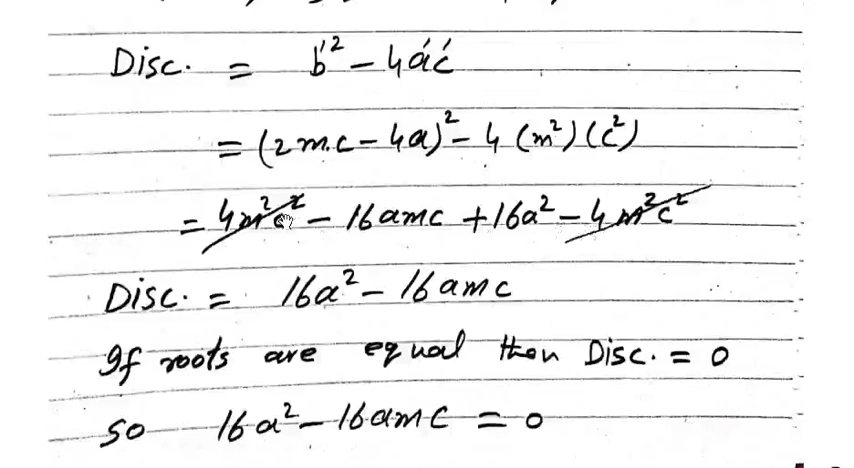 Disc. = b'² - 4a'c'
= (2mc - 4a)² - 4 (m²) (c²)
= 4m²c² - 16amc + 16a² - 4m²c²
Disc. = 16a² - 16amc
If roots are equal then Disc. = 0
so 16a² - 16amc = 0